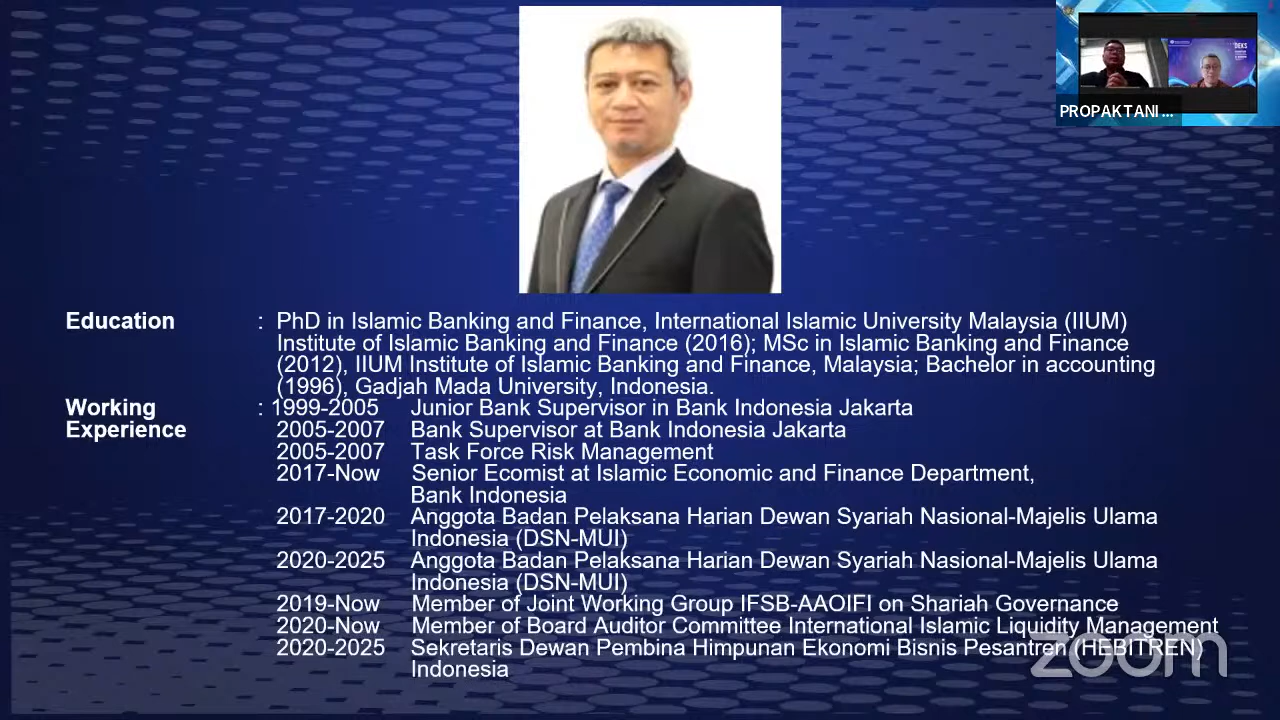 DEKS
PROPAKTANI...
Education : PhD in Islamic Banking and Finance, International Islamic University Malaysia (IIUM)
Institute of Islamic Banking and Finance (2016); MSc in Islamic Banking and Finance
(2012), IIUM Institute of Islamic Banking and Finance, Malaysia; Bachelor in accounting
(1996), Gadjah Mada University, Indonesia.
Working : 1999-2005 Junior Bank Supervisor in Bank Indonesia Jakarta
Experience 2005-2007 Bank Supervisor at Bank Indonesia Jakarta
2005-2007 Task Force Risk Management
2017-Now Senior Ecomist at Islamic Economic and Finance Department,
Bank Indonesia
2017-2020 Anggota Badan Pelaksana Harian Dewan Syariah Nasional-Majelis Ulama
Indonesia (DSN-MUI)
2020-2025 Anggota Badan Pelaksana Harian Dewan Syariah Nasional-Majelis Ulama
Indonesia (DSN-MUI)
2019-Now Member of Joint Working Group IFSB-AAOIFI on Shariah Governance
2020-Now Member of Board Auditor Committee International Islamic Liquidity Management
2020-2025 Sekretaris Dewan Pembina Himpunan Ekonomi Bisnis Pesantren (HEBITREN)
Indonesia
zoom